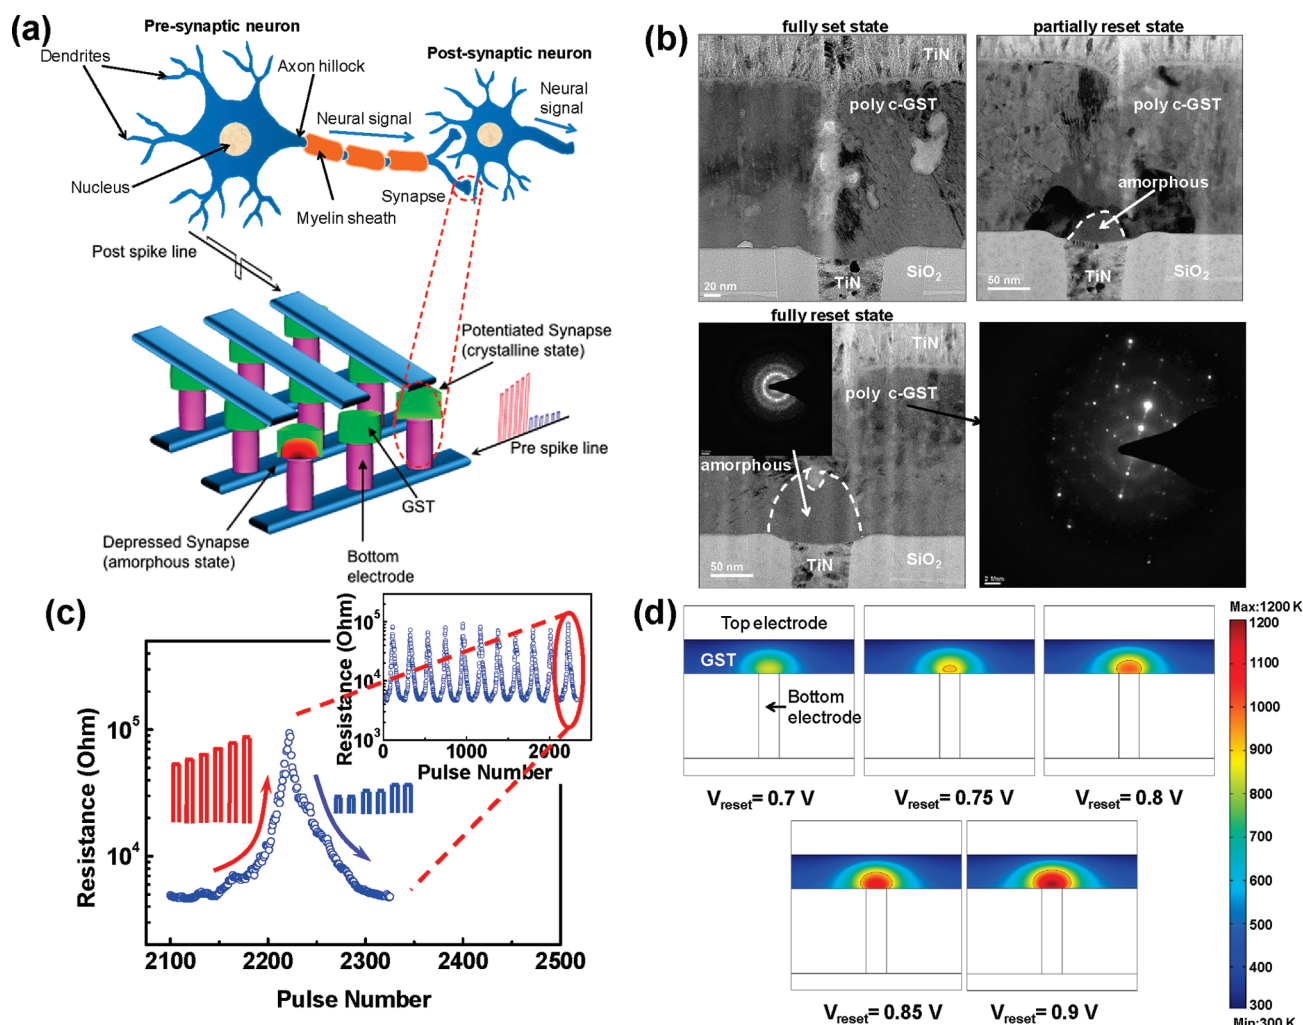 (a)
Pre-synaptic neuron
Post-synaptic neuron
Dendrites
Axon hillock
Neural
signal
Neural signal
Nucleus
Synapse
Myelin sheath
Post spike line
Potentiated Synapse
(crystalline state)
Pre spike line
GST
Depressed Synapse
(amorphous state)
Bottom
electrode
(b)
fully set state
partially reset state
TiN
poly c-GST
poly c-GST
amorphous
SiO2
TiN
20 nm
50 nm
fully reset state
TiN
poly c-GST
amorphous
SiO2
TiN
50 nm
2 1/nm
(c)
Resistance (Ohm)
10^5
10^4
2100
2200
2300
2400
2500
Pulse Number
Resistance (Ohm)
10^5
10^4
10^3
0
1000
2000
Pulse Number
(d)
Top electrode
GST
Bottom
electrode
Vreset= 0.7 V
Vreset= 0.75 V
Vreset= 0.8 V
Vreset= 0.85 V
Vreset= 0.9 V
Max:1200 K
1200
1100
1000
900
800
700
600
500
400
300
Min:300 K